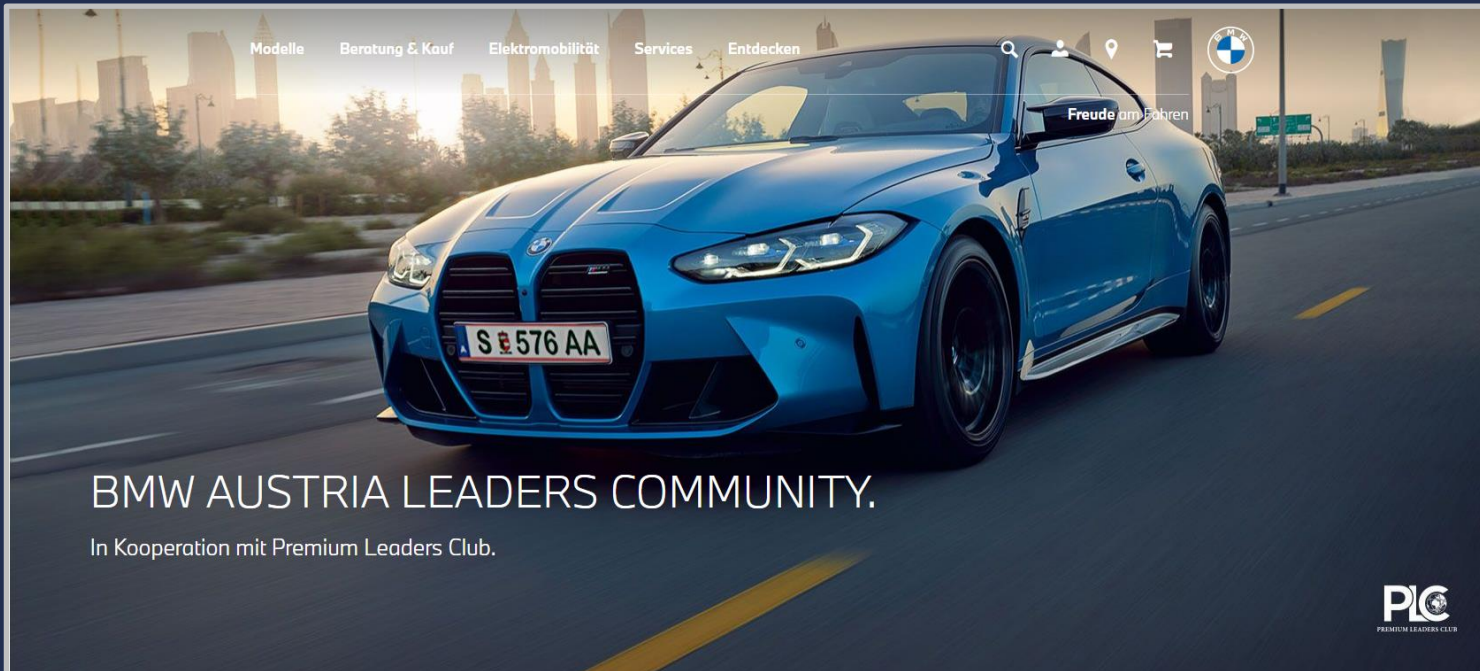 Modelle Beratung & Kauf Elektromobilität Services Entdecken
BMW
Freude am Fahren
S 576 AA
BMW AUSTRIA LEADERS COMMUNITY.
In Kooperation mit Premium Leaders Club.
PLC
PREMIUM LEADERS CLUB